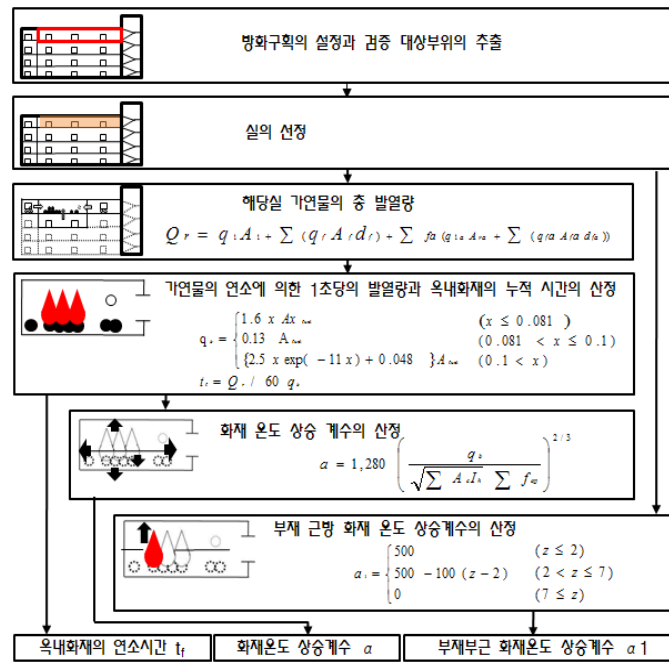 방화구획의 설정과 검증 대상부위의 추출
실의 선정
해당실 가연물의 총 발열량
Q r = q l A l + ∑ (q f A f d f) + ∑ fa (q la A ra + ∑ (q fa A fa d fa))
가연물의 연소에 의한 1초당의 발열량과 옥내화재의 누적 시간의 산정
1.6 x Ax fuel (x ≤ 0.081 )
q b = { 0.13 A fuel (0.081 < x ≤ 0.1)
{2.5 x exp( −11 x) + 0.048 }A fuel (0.1 < x)
t f = Q r / 60 q b
화재 온도 상승 계수의 산정
α = 1,280 ( q b / √∑ A c I h ∑ f op ) 2/3
부재 근방 화재 온도 상승계수의 산정
500 (z ≤ 2)
α l = { 500 − 100 (z − 2) (2 < z ≤ 7)
0 (7 ≤ z)
옥내화재의 연소시간 tf
화재온도 상승계수 α
부재부근 화재온도 상승계수 α 1